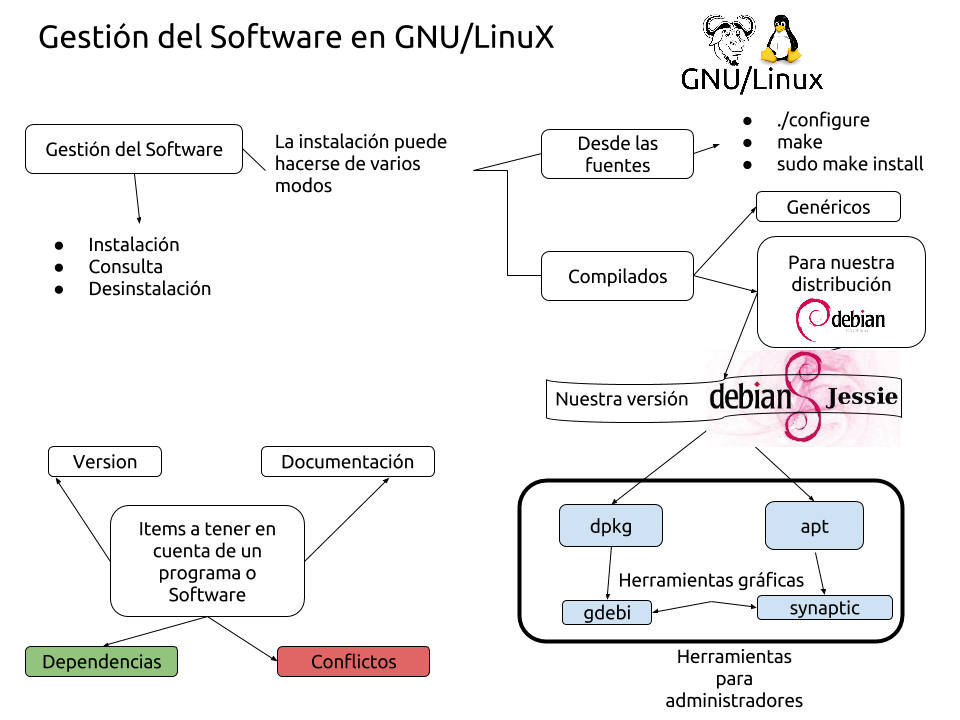 Gestión del Software en GNU/LinuX
GNU/Linux
Gestión del Software
La instalación puede
hacerse de varios
modos
Desde las
fuentes
● ./configure
● make
● sudo make install
● Instalación
● Consulta
● Desinstalación
Compilados
Genéricos
Para nuestra
distribución
debian
Nuestra versión
debian
Jessie
Version
Documentación
Items a tener en
cuenta de un
programa o
Software
Dependencias
Conflictos
dpkg
apt
Herramientas gráficas
gdebi
synaptic
Herramientas
para
administradores